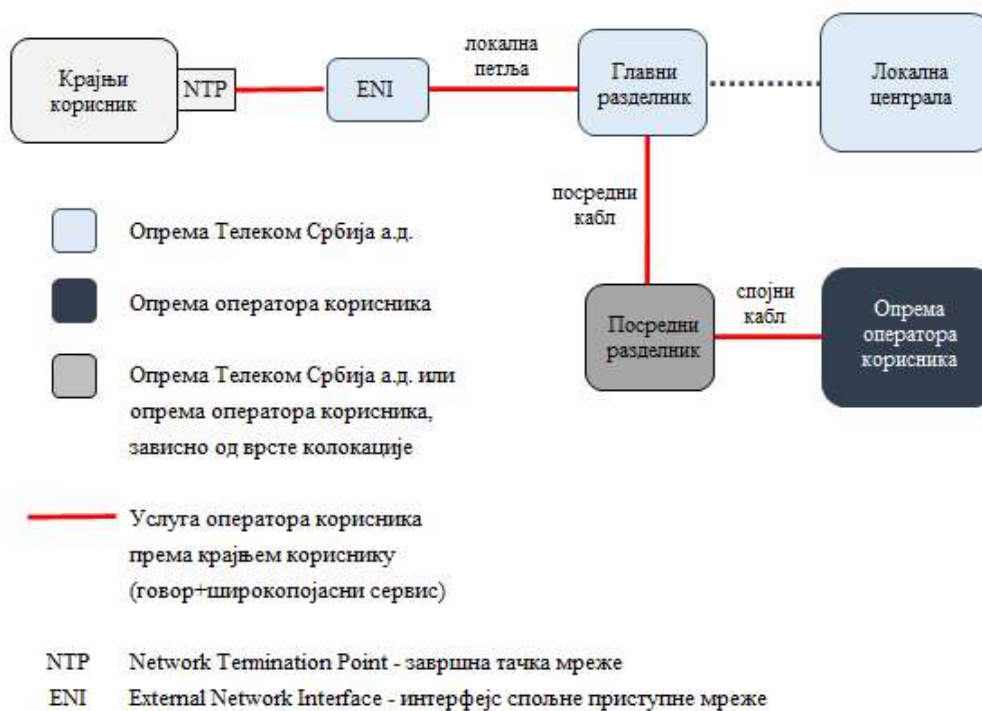 локална
петља
Крајњи
корисник
NTP
ENI
Главни
разделник
Локална
централа
посредни
кабл
Опрема Телеком Србија а.д.
Опрема оператора корисника
Опрема Телеком Србија а.д. или
опрема оператора корисника,
зависно од врсте колокације
Посредни
разделник
спојни
кабл
Опрема
оператора
корисника
Услуга оператора корисника
према крајњем кориснику
(говор+широкопојасни сервис)
NTP Network Termination Point - завршна тачка мреже
ENI External Network Interface - интерфејс спољне приступне мреже